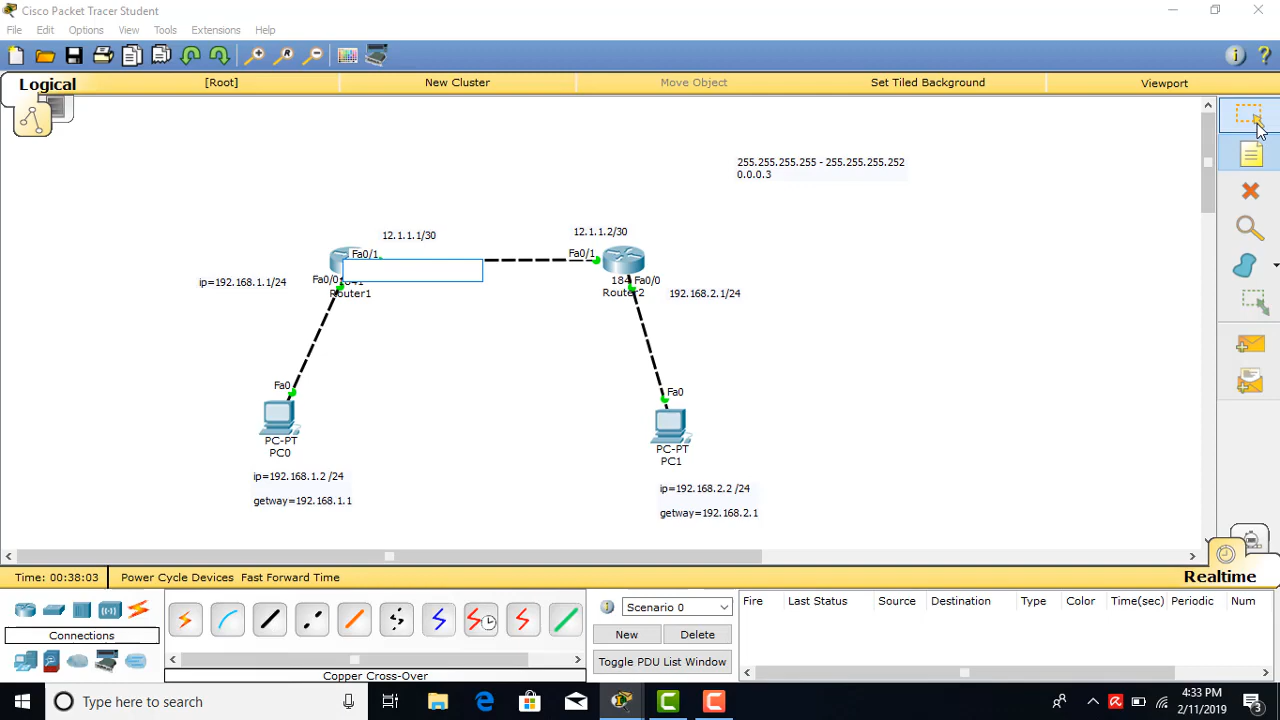 Cisco Packet Tracer Student
File Edit Options View Tools Extensions Help
Logical [Root] New Cluster Move Object Set Tiled Background Viewport
255.255.255.255 - 255.255.255.252
0.0.0.3
12.1.1.1/30
12.1.1.2/30
Fa0/1
Fa0/1
ip=192.168.1.1/24
Fa0/0
Router1
184
Fa0/0
Router2
192.168.2.1/24
Fa0
Fa0
PC-PT
PC0
PC-PT
PC1
ip=192.168.1.2 /24
getway=192.168.1.1
ip=192.168.2.2 /24
getway=192.168.2.1
Time: 00:38:03 Power Cycle Devices Fast Forward Time Realtime
Connections
Copper Cross-Over
Scenario 0
New Delete
Toggle PDU List Window
Fire Last Status Source Destination Type Color Time(sec) Periodic Num
Type here to search
4:33 PM
2/11/2019
3